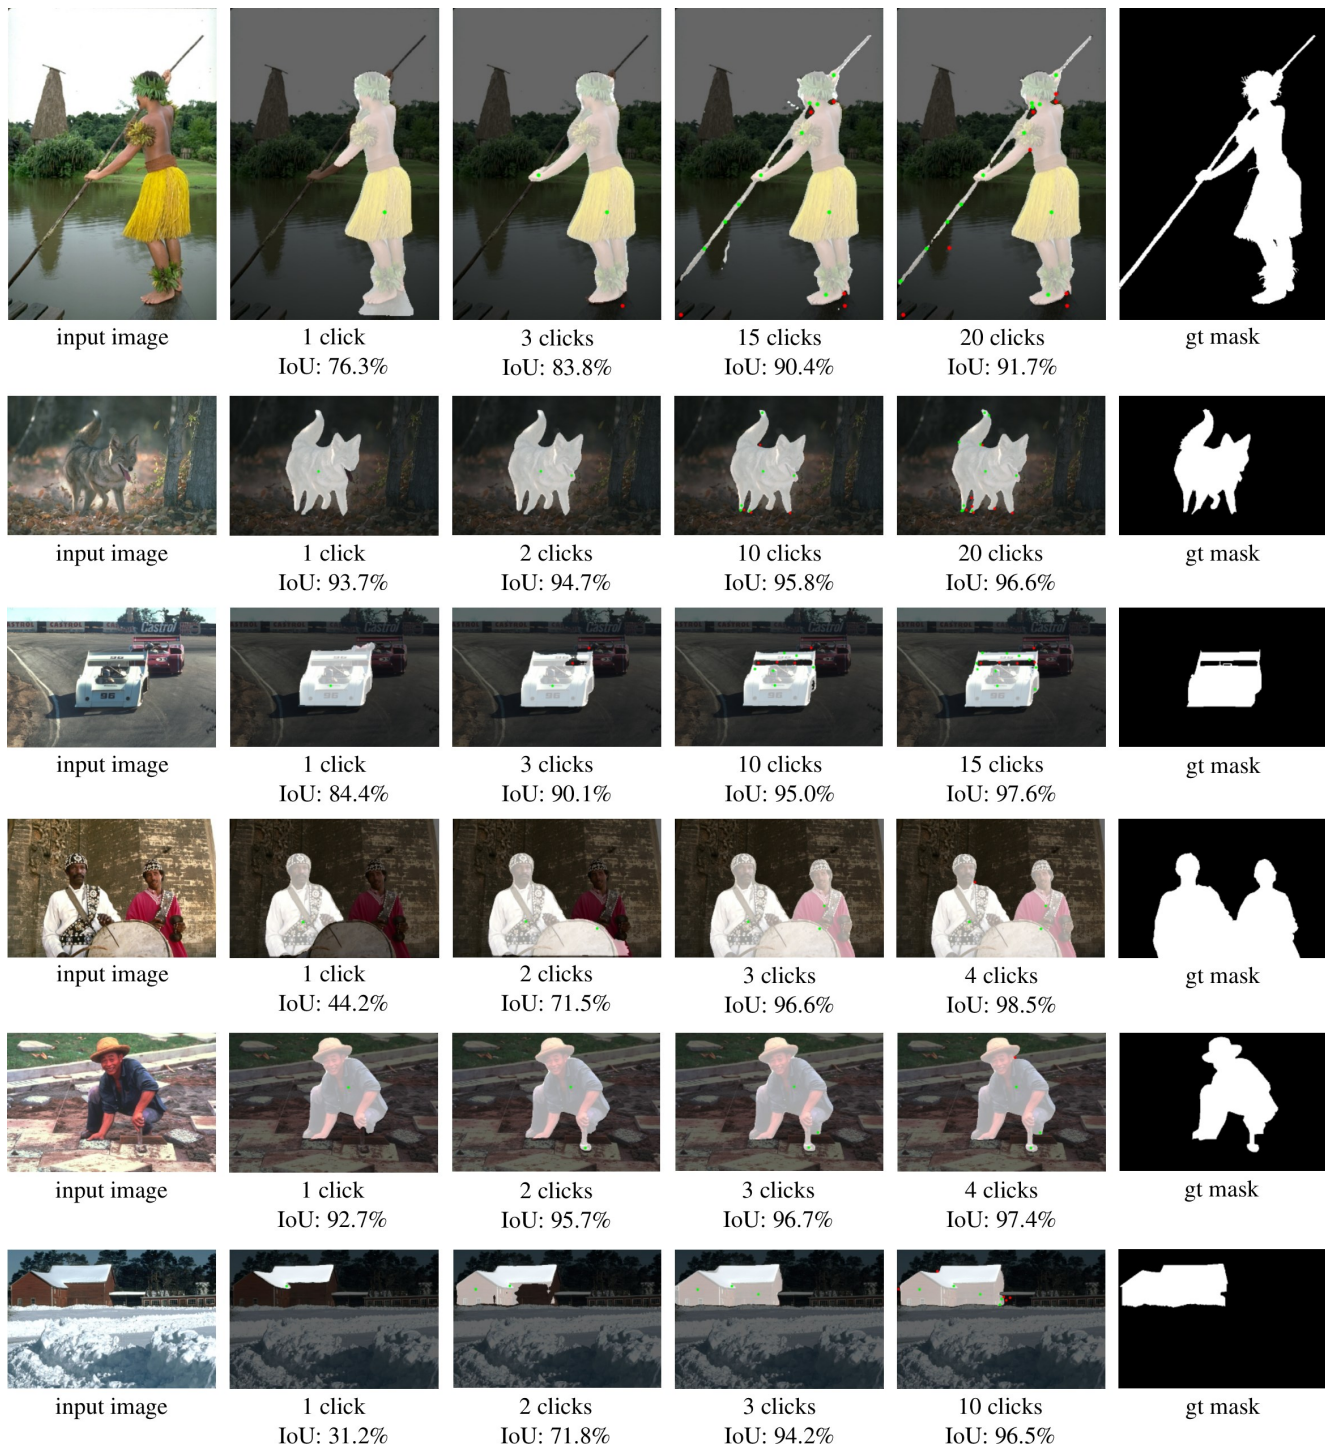 input image 1 click 3 clicks 15 clicks 20 clicks gt mask
IoU: 76.3% IoU: 83.8% IoU: 90.4% IoU: 91.7%
input image 1 click 2 clicks 10 clicks 20 clicks gt mask
IoU: 93.7% IoU: 94.7% IoU: 95.8% IoU: 96.6%
CASTROL CASTROL Castrol
96
input image 1 click 3 clicks 10 clicks 15 clicks gt mask
IoU: 84.4% IoU: 90.1% IoU: 95.0% IoU: 97.6%
input image 1 click 2 clicks 3 clicks 4 clicks gt mask
IoU: 44.2% IoU: 71.5% IoU: 96.6% IoU: 98.5%
input image 1 click 2 clicks 3 clicks 4 clicks gt mask
IoU: 92.7% IoU: 95.7% IoU: 96.7% IoU: 97.4%
input image 1 click 2 clicks 3 clicks 10 clicks gt mask
IoU: 31.2% IoU: 71.8% IoU: 94.2% IoU: 96.5%